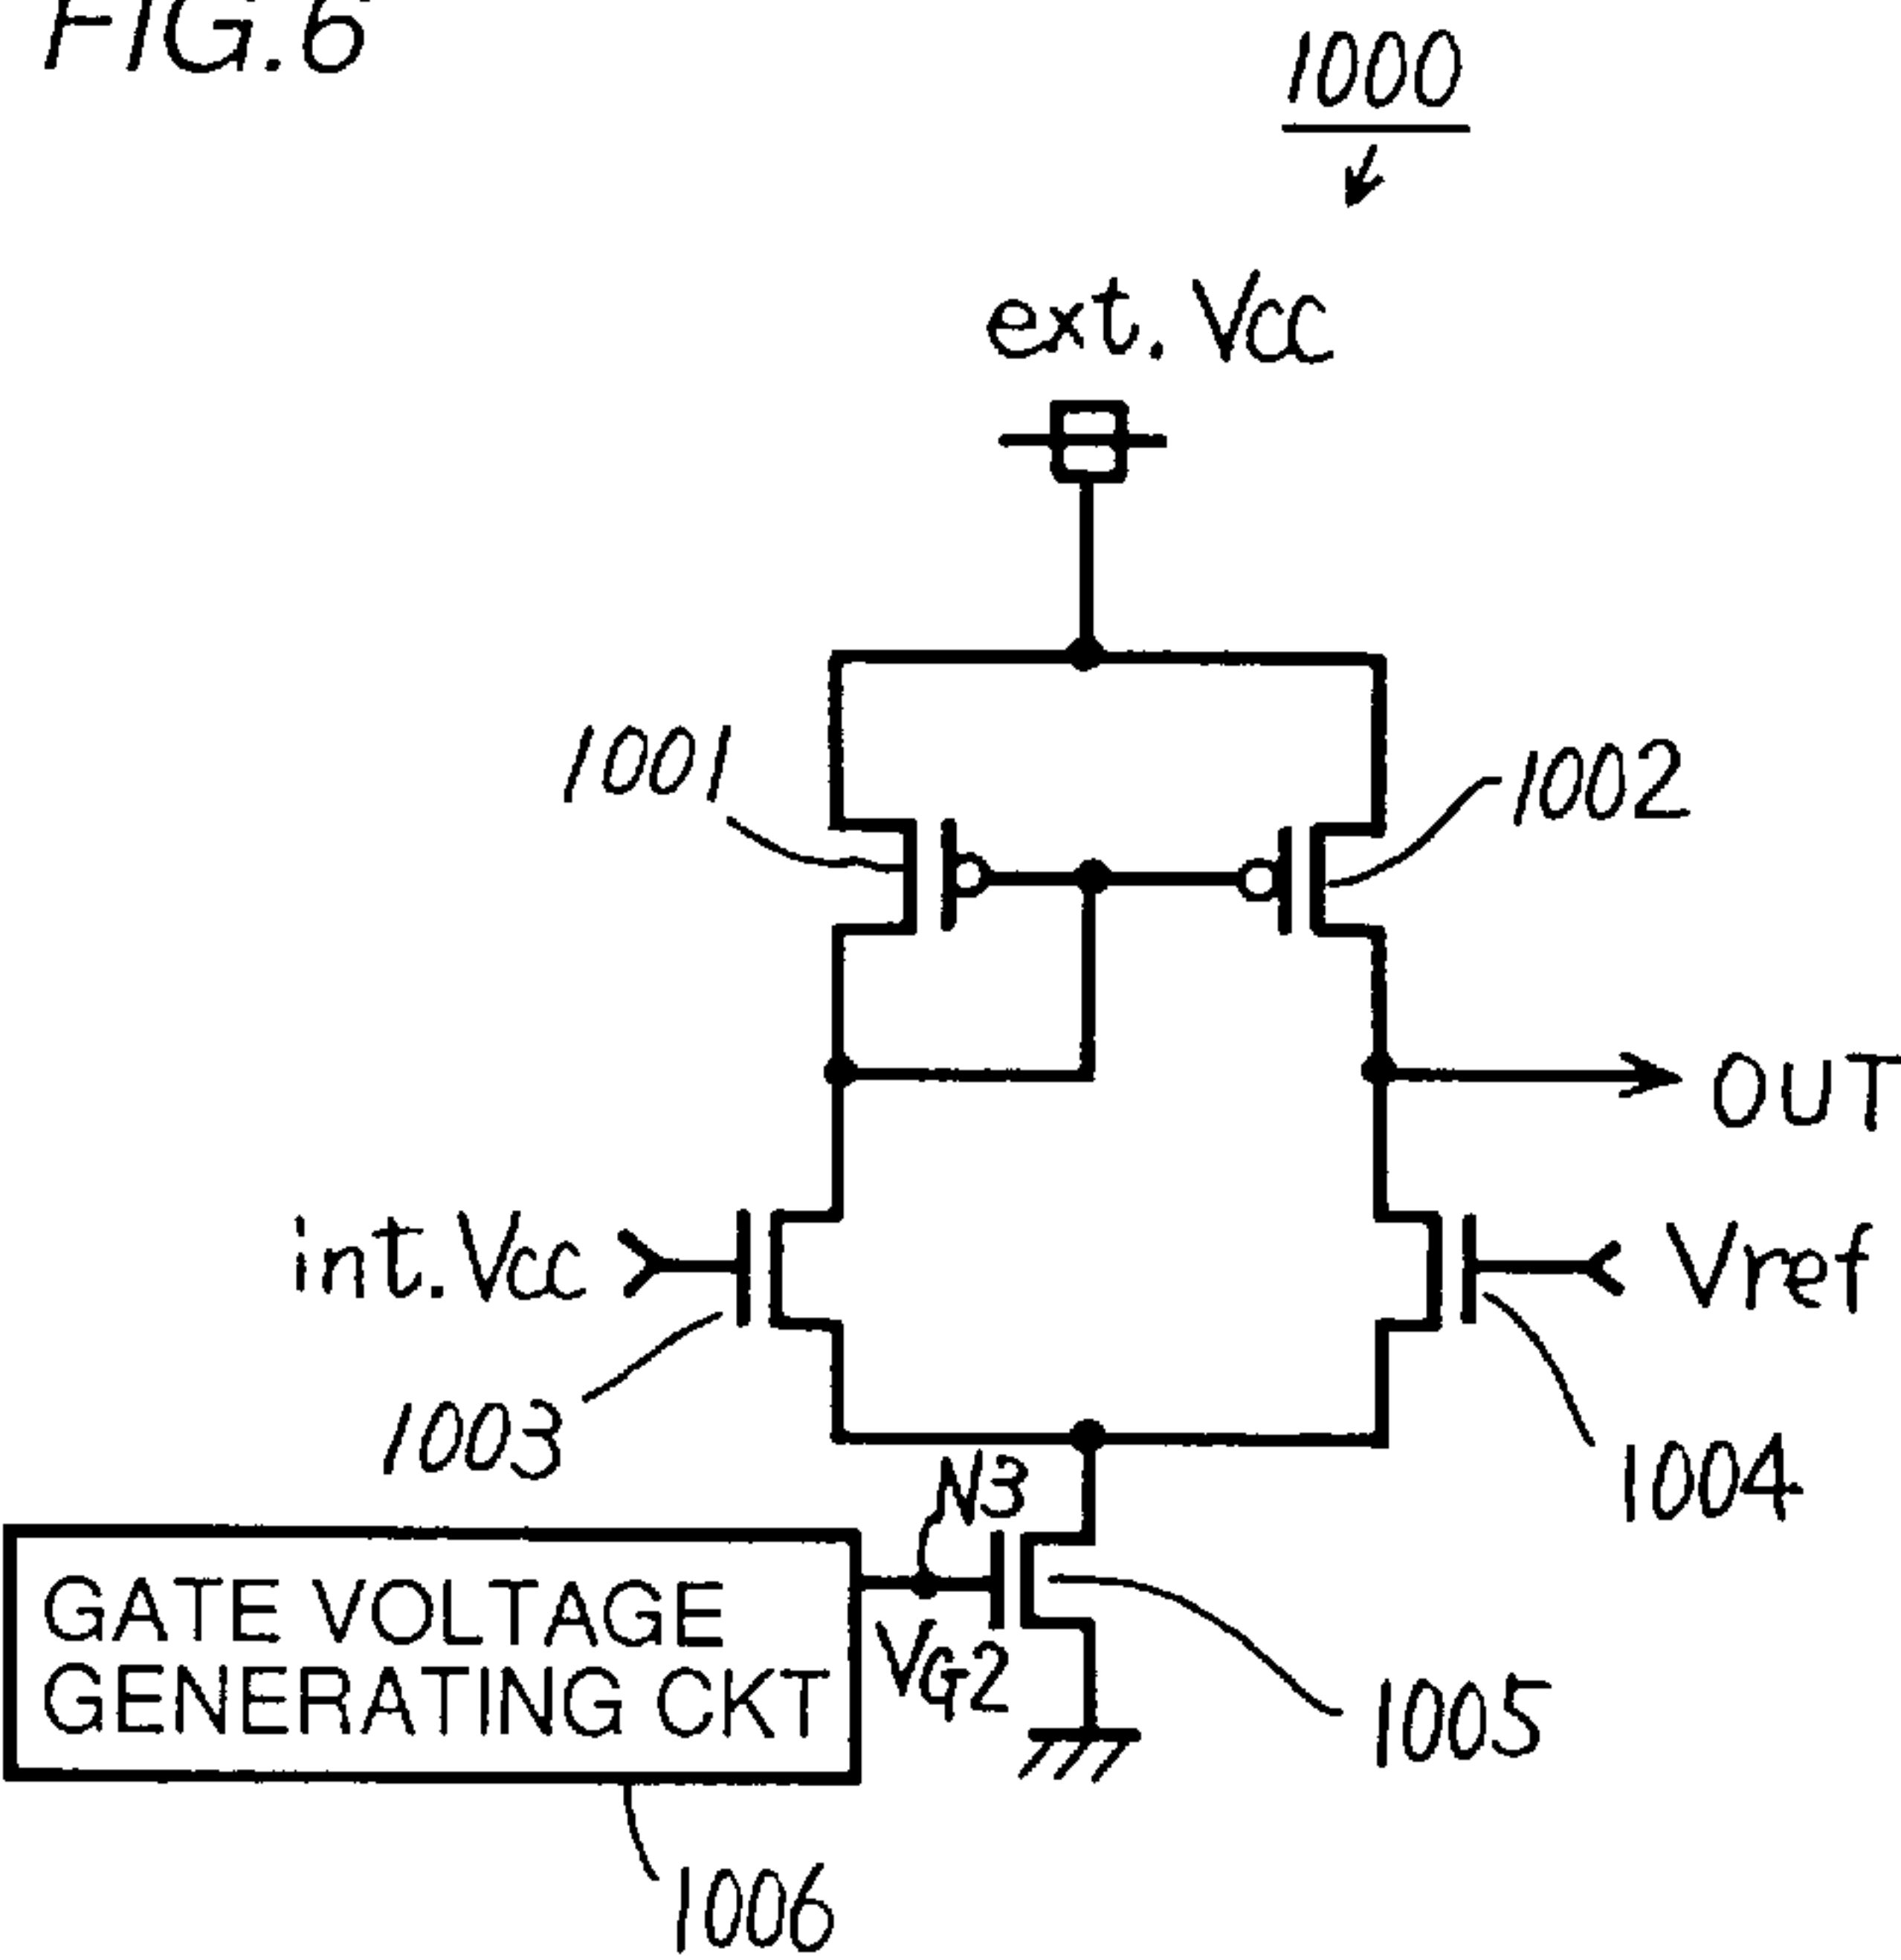 FIG.6
1000
ext. Vcc
1001
1002
OUT
int. Vcc
Vref
1003
1004
N3
GATE VOLTAGE
GENERATING CKT
VG2
1005
1006